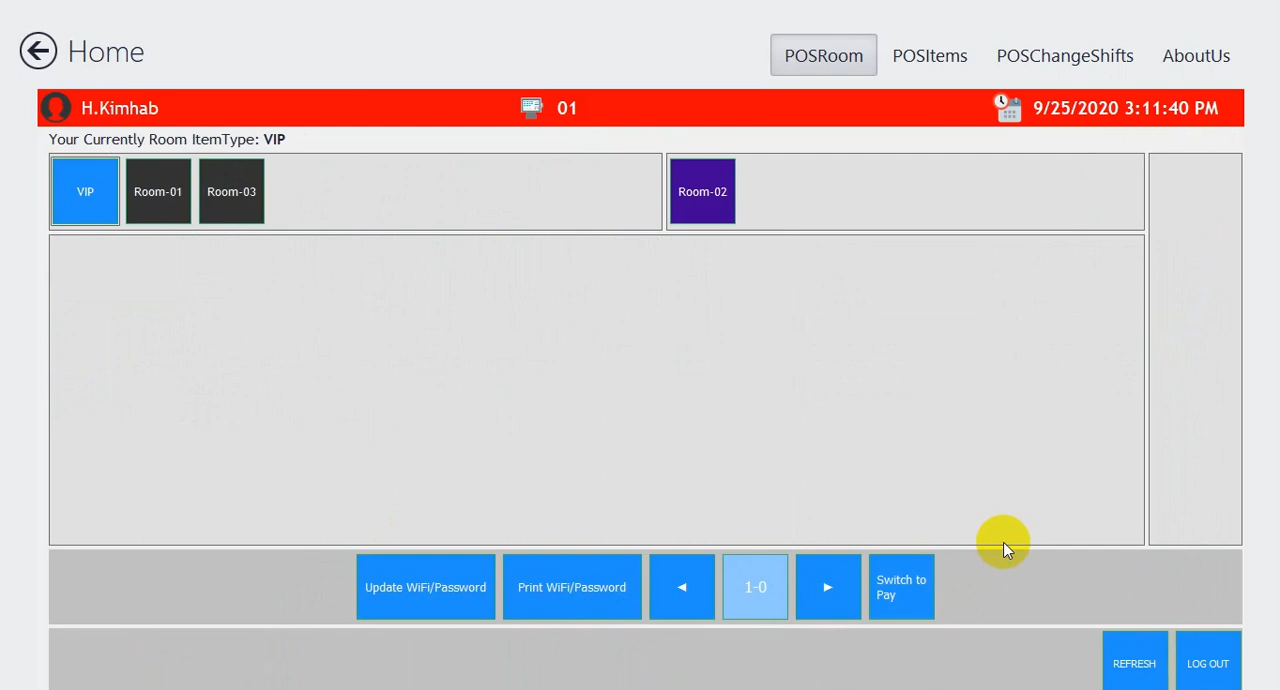 Home
POSRoom POSItems POSChangeShifts AboutUs
H.Kimhab 01 9/25/2020 3:11:40 PM
Your Currently Room ItemType: VIP
VIP Room-01 Room-03 Room-02
Update WiFi/Password Print WiFi/Password ◄ 1-0 ► Switch to
Pay
REFRESH LOG OUT